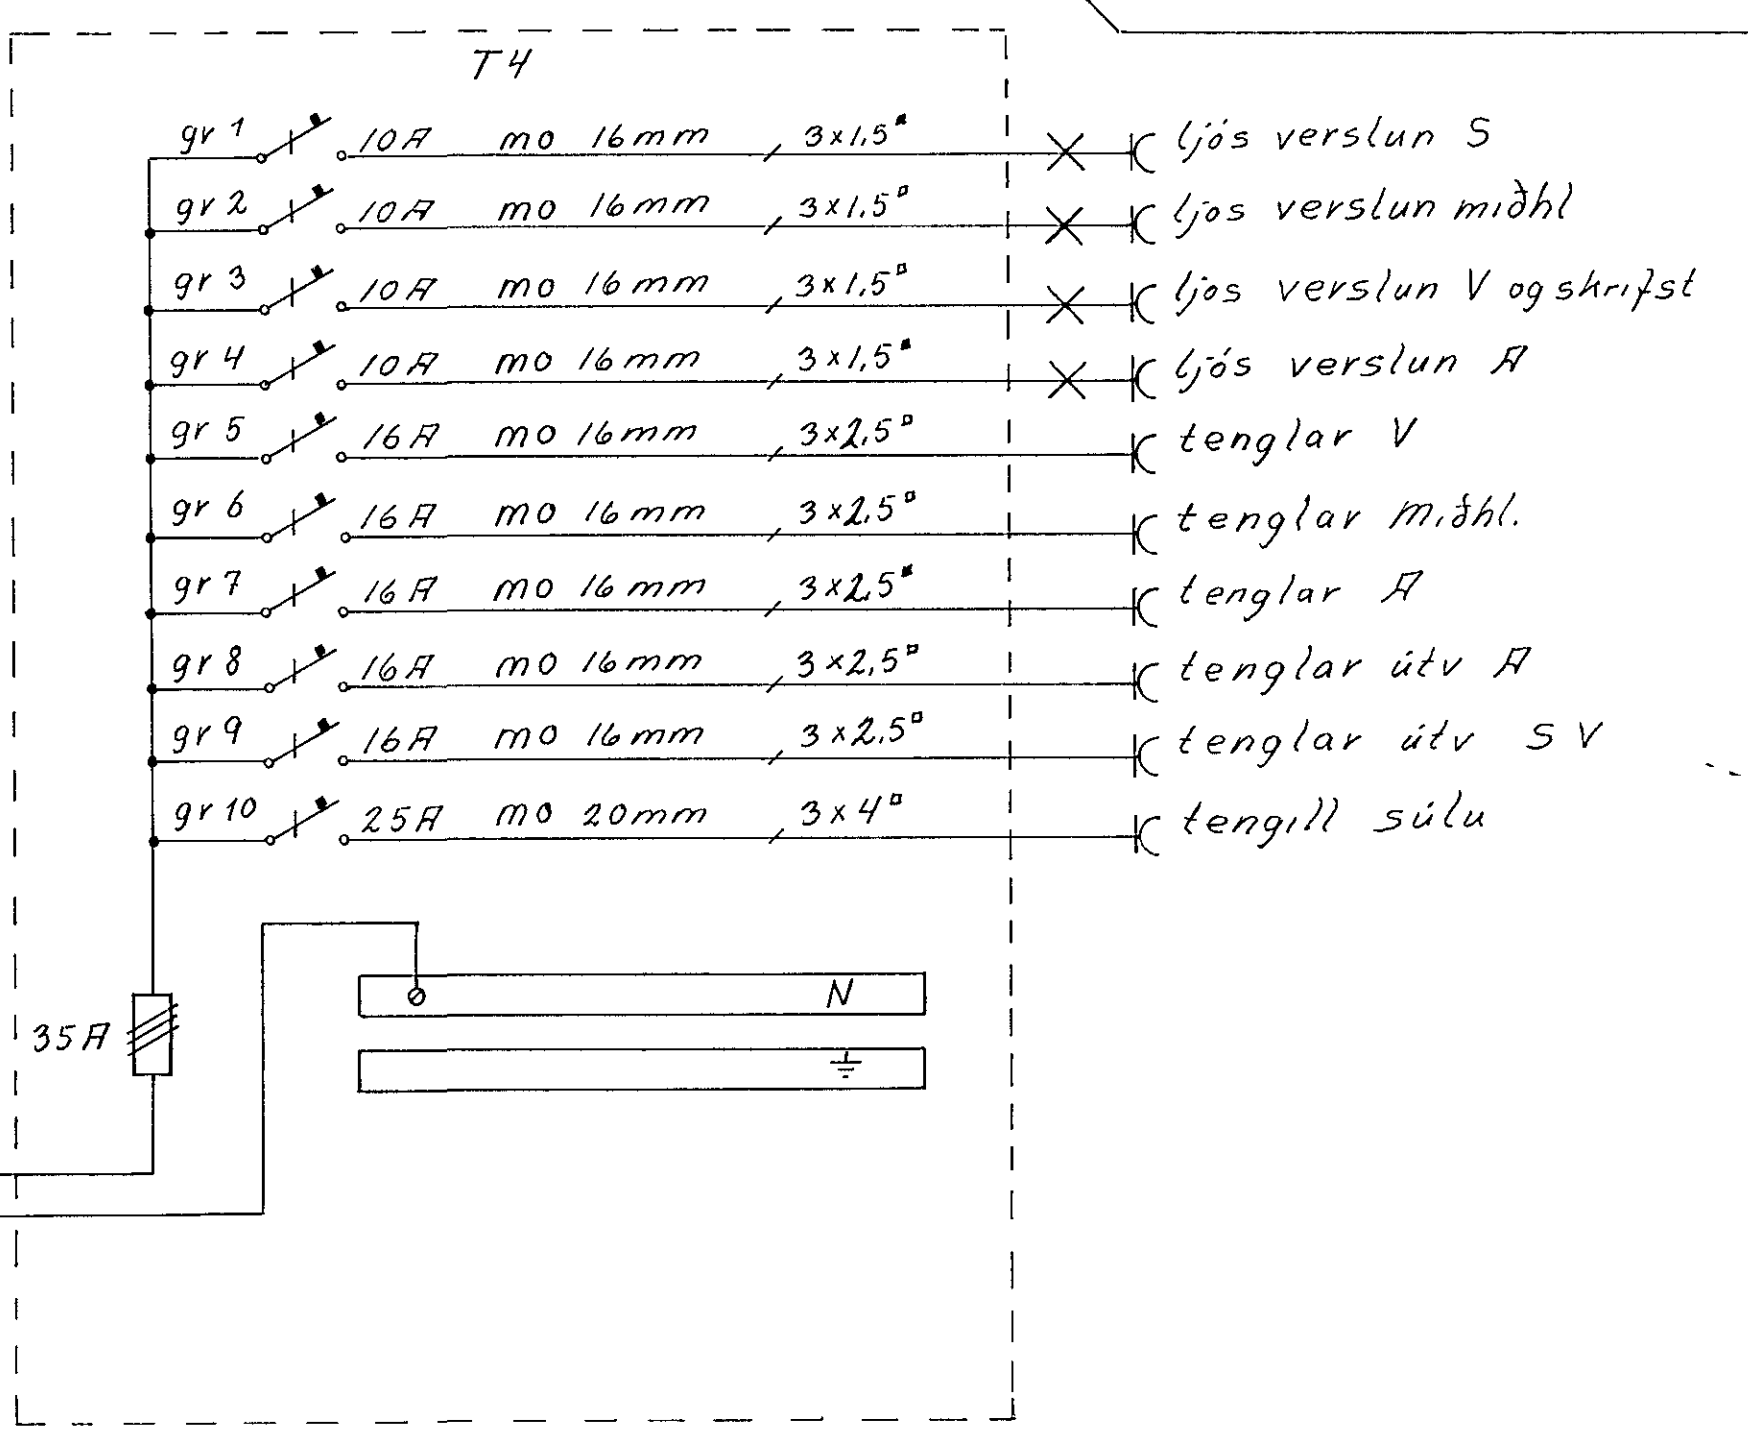 T4
gr 1 10A mo 16mm 3x1,5▫ ljós verslun S
gr 2 10A mo 16mm 3x1,5▫ ljos verslun miðhl
gr 3 10A mo 16mm 3x1,5▫ ljos verslun V og skrifst
gr 4 10A mo 16mm 3x1,5▫ ljós verslun A
gr 5 16A mo 16mm 3x2,5▫ tenglar V
gr 6 16A mo 16mm 3x2,5▫ tenglar miðhl.
gr 7 16A mo 16mm 3x2,5▫ tenglar A
gr 8 16A mo 16mm 3x2,5▫ tenglar útv A
gr 9 16A mo 16mm 3x2,5▫ tenglar útv S V
gr 10 25A mo 20mm 3x4▫ tengill súlu
N
35A